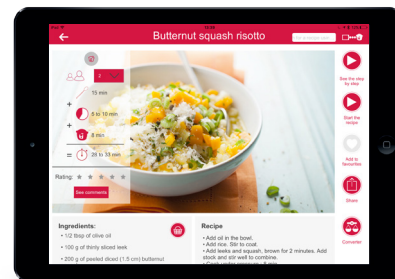 Butternut squash risotto
2
15 min
+
8 to 10 min
+
8 min
= 28 to 33 min
Rating:
See comments
See the step
by step
Start the
recipe
Add to
favourites
Share
Converter
Ingredients:
• 1/2 tbsp of olive oil
• 100 g of thinly sliced leek
• 200 g of peeled diced (1.5 cm) butternut
Recipe
• Add oil in the bowl.
• Add rice. Stir to coat.
• Add leeks and squash, brown for 2 minutes. Add
stock and stir well to combine.